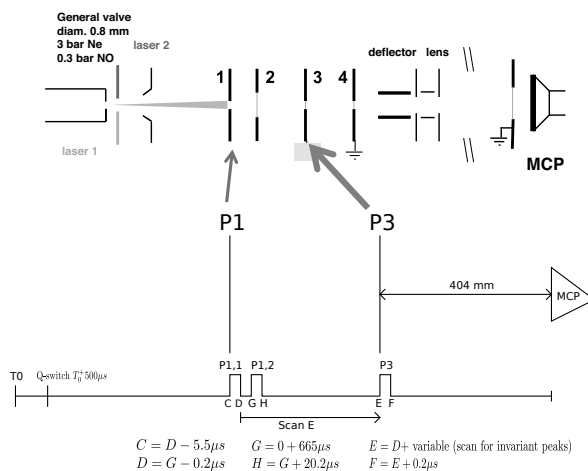 General valve
diam. 0.8 mm
3 bar Ne
0.3 bar NO
laser 2
laser 1
1 2 3 4
deflector lens
MCP
P1 P3
404 mm
MCP
T0 Q-switch T₀⁺500μs
P1,1 P1,2 P3
C D G H E F
Scan E
C = D − 5.5μs G = 0 + 665μs E = D+ variable (scan for invariant peaks)
D = G − 0.2μs H = G + 20.2μs F = E + 0.2μs